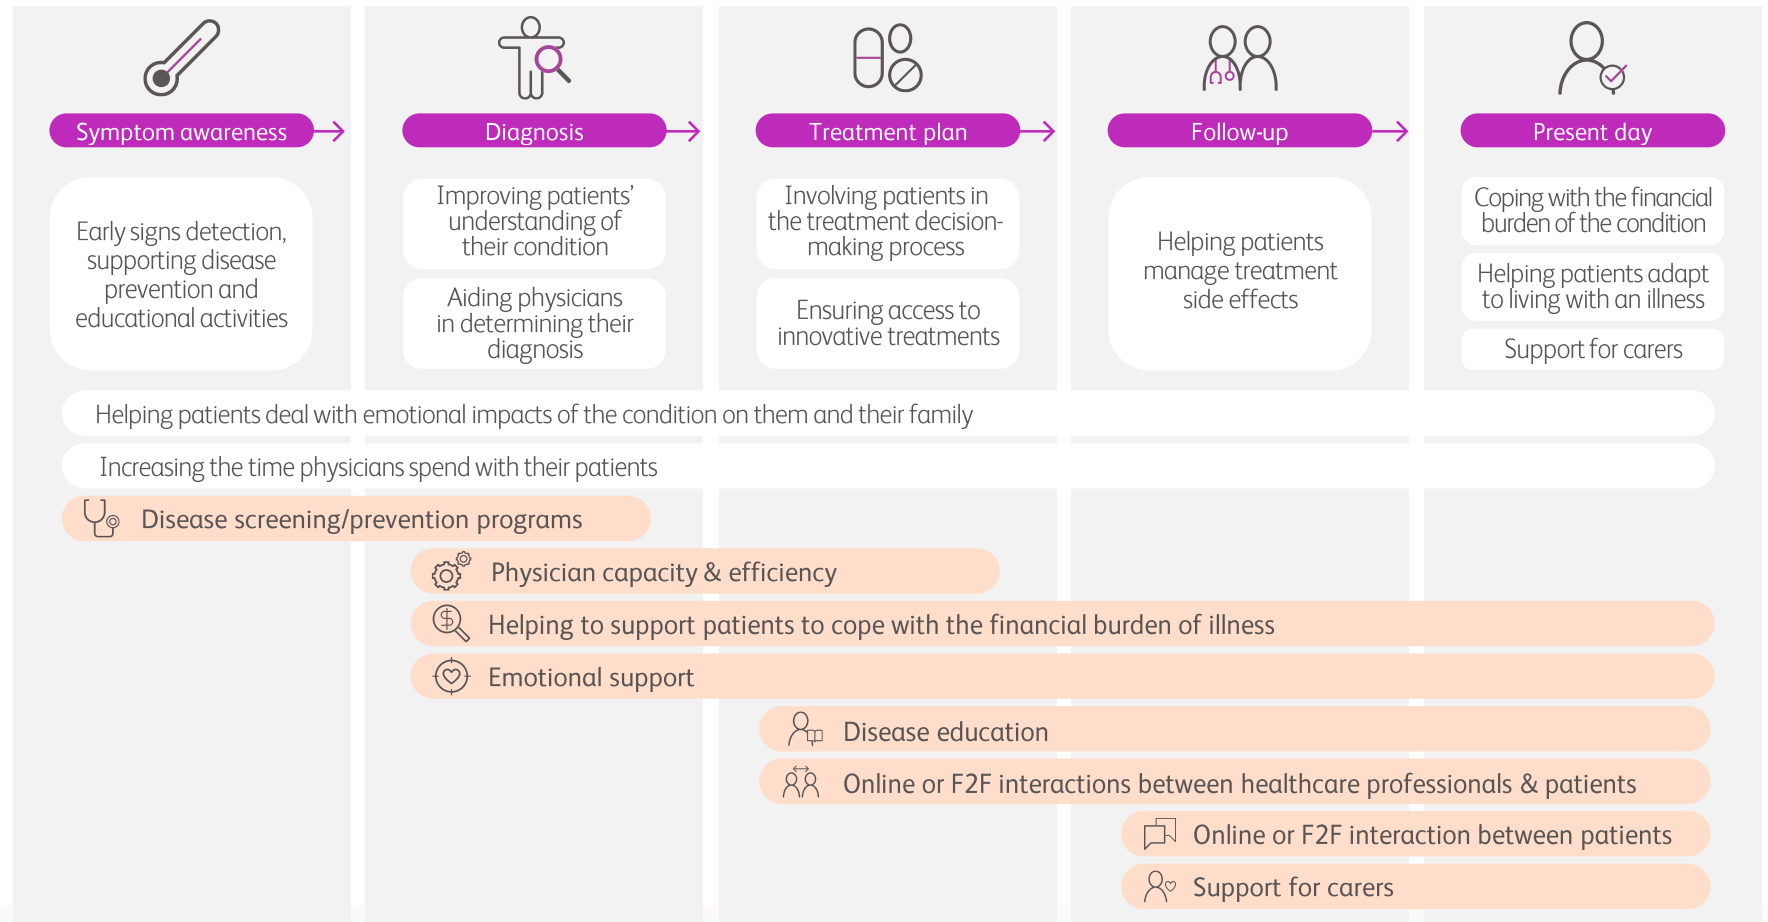 Symptom awareness
Diagnosis
Treatment plan
Follow-up
Present day
Early signs detection,
supporting disease
prevention and
educational activities
Improving patients’
understanding of
their condition
Aiding physicians
in determining their
diagnosis
Involving patients in
the treatment decision-
making process
Ensuring access to
innovative treatments
Helping patients
manage treatment
side effects
Coping with the financial
burden of the condition
Helping patients adapt
to living with an illness
Support for carers
Helping patients deal with emotional impacts of the condition on them and their family
Increasing the time physicians spend with their patients
Disease screening/prevention programs
Physician capacity & efficiency
Helping to support patients to cope with the financial burden of illness
Emotional support
Disease education
Online or F2F interactions between healthcare professionals & patients
Online or F2F interaction between patients
Support for carers